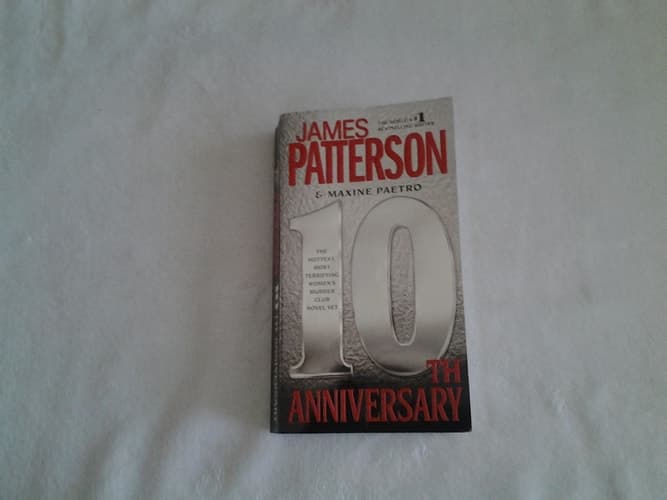 JAMES
THE WORLD'S #1
BESTSELLING WRITER
PATTERSON
& MAXINE PAETRO
10
THE
HOTTEST,
MOST
TERRIFYING
WOMEN'S
MURDER
CLUB
NOVEL YET
TH
ANNIVERSARY